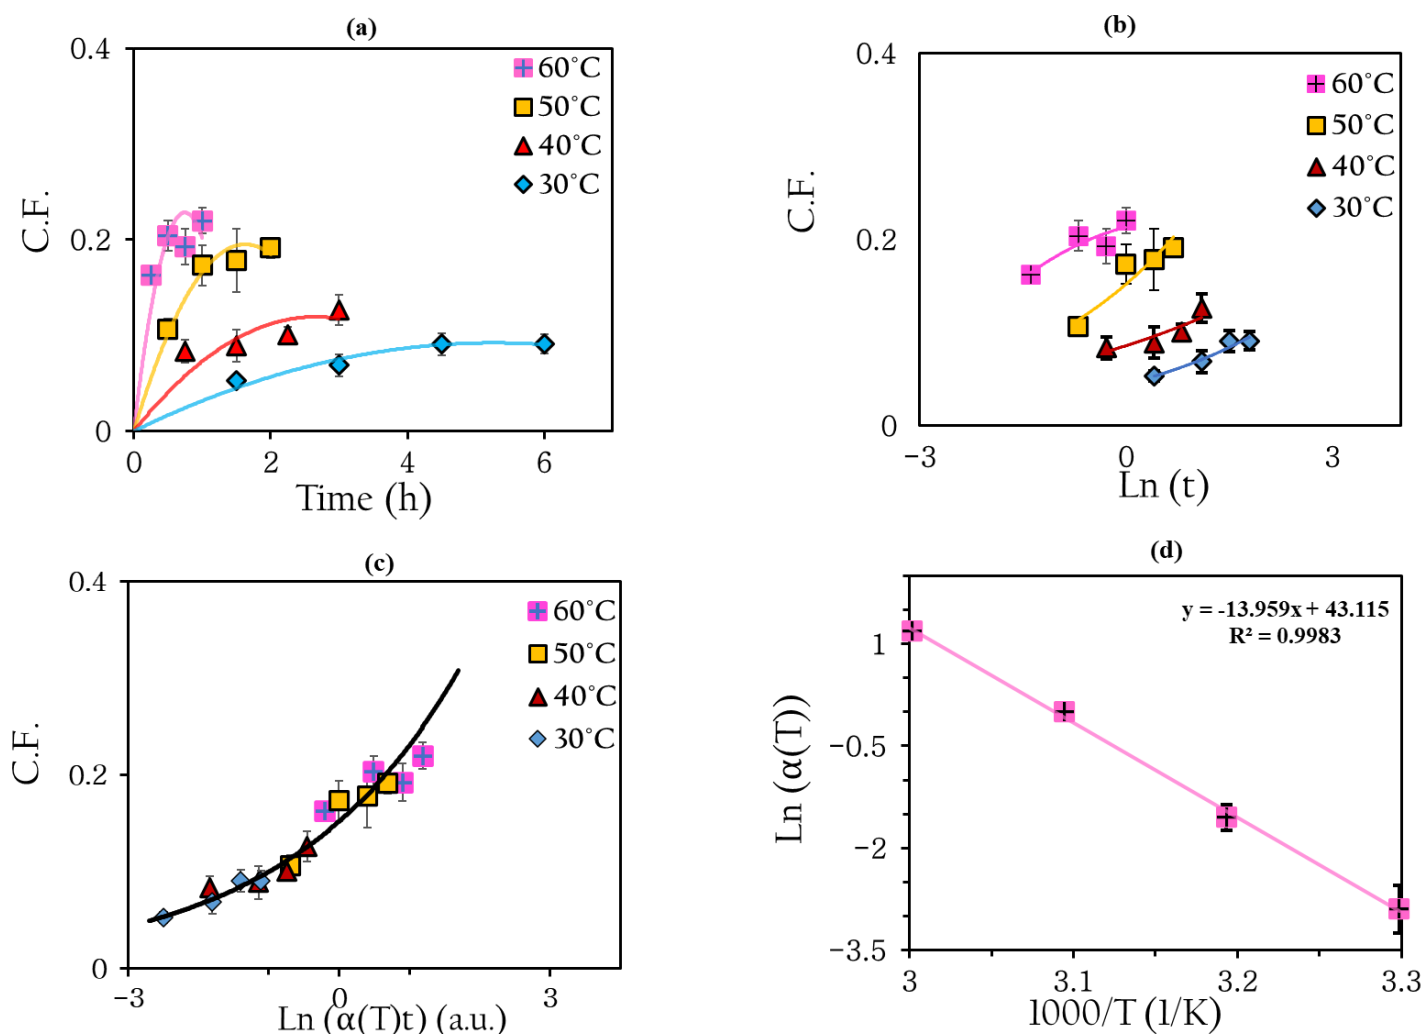 (a)
0.4
60°C
50°C
40°C
30°C
0.2
C.F.
0
0
2
4
6
Time (h)
(b)
0.4
60°C
50°C
40°C
30°C
0.2
C.F.
0
−3
0
3
Ln (t)
(c)
0.4
60°C
50°C
40°C
30°C
0.2
C.F.
0
−3
0
3
Ln (α(T)t) (a.u.)
(d)
y = -13.959x + 43.115
R² = 0.9983
1
−0.5
−2
−3.5
Ln (α(T))
3
3.1
3.2
3.3
1000/T (1/K)